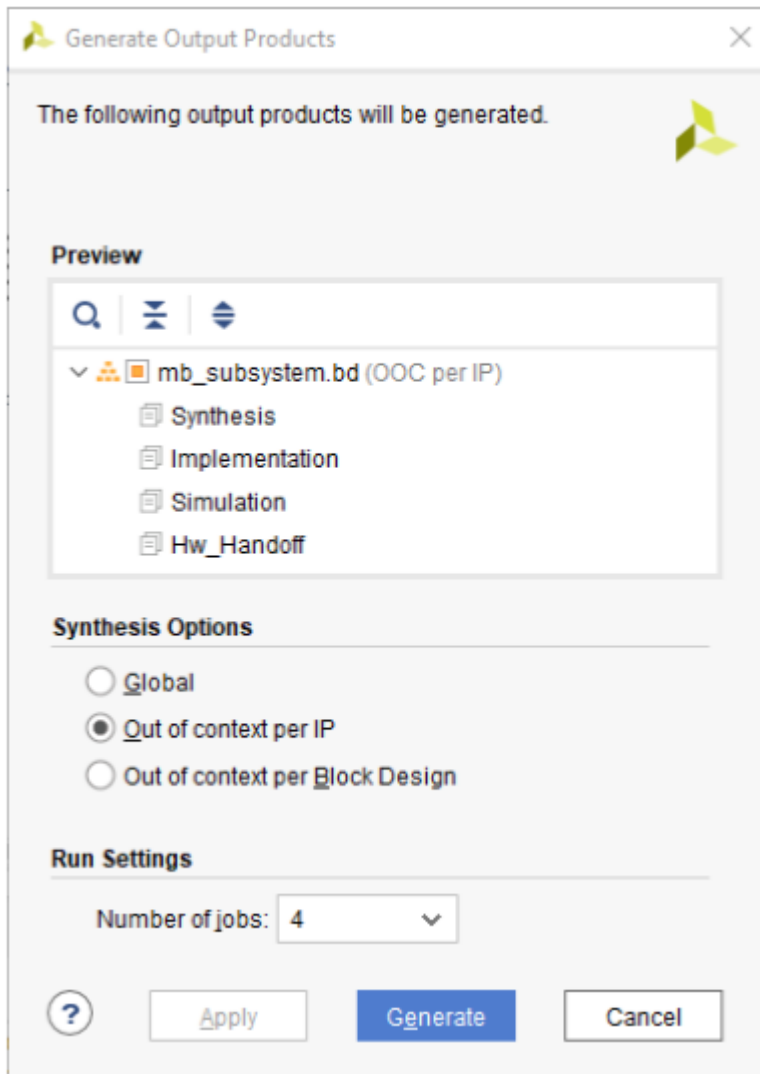 Generate Output Products
The following output products will be generated.
Preview
mb_subsystem.bd (OOC per IP)
Synthesis
Implementation
Simulation
Hw_Handoff
Synthesis Options
Global
Out of context per IP
Out of context per Block Design
Run Settings
Number of jobs: 4
? Apply Generate Cancel